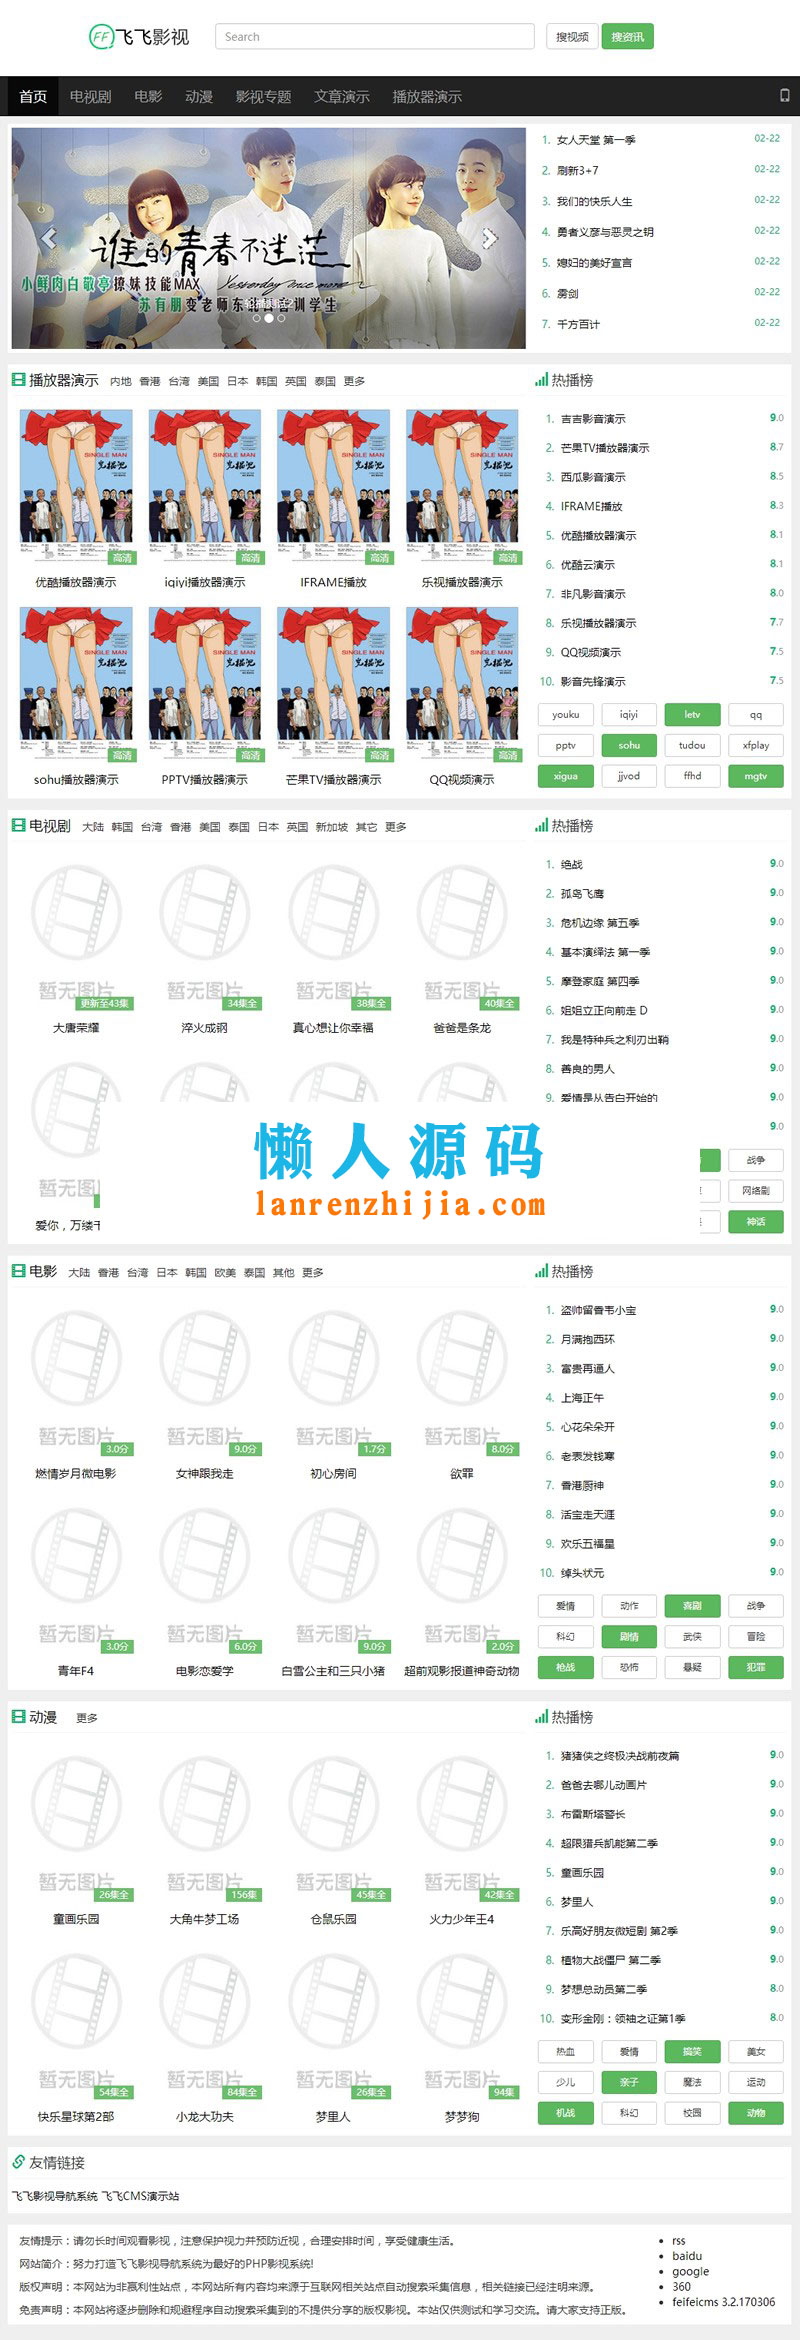 FF 飞飞影视 Search 搜视频 搜资讯
首页 电视剧 电影 动漫 影视专题 文章演示 播放器演示
谁的青春不迷茫
小鲜肉白敬亭撩妹技能MAX Yesterday once more
苏有朋变老师东北口音训学生
1. 女人天堂 第一季 02-22
2. 刷新3+7 02-22
3. 我们的快乐人生 02-22
4. 勇者义彦与恶灵之钥 02-22
5. 媳妇的美好宣言 02-22
6. 雳剑 02-22
7. 千方百计 02-22
播放器演示 内地 香港 台湾 美国 日本 韩国 英国 泰国 更多
SINGLE MAN SINGLE MAN SINGLE MAN SINGLE MAN
光棍儿 光棍儿 光棍儿 光棍儿
高清 高清 高清 高清
优酷播放器演示 iqiyi播放器演示 IFRAME播放 乐视播放器演示
SINGLE MAN SINGLE MAN SINGLE MAN SINGLE MAN
光棍儿 光棍儿 光棍儿 光棍儿
高清 高清 高清 高清
sohu播放器演示 PPTV播放器演示 芒果TV播放器演示 QQ视频演示
热播榜
1. 吉吉影音演示 9.0
2. 芒果TV播放器演示 8.7
3. 西瓜影音演示 8.5
4. IFRAME播放 8.3
5. 优酷播放器演示 8.1
6. 优酷云演示 8.1
7. 非凡影音演示 8.0
8. 乐视播放器演示 7.7
9. QQ视频演示 7.5
10. 影音先锋演示 7.5
youku iqiyi letv qq
pptv sohu tudou xfplay
xigua jjvod ffhd mgtv
电视剧 大陆 韩国 台湾 香港 美国 泰国 日本 英国 新加坡 其它 更多
暂无图片 暂无图片 暂无图片 暂无图片
更新至43集 34集全 38集全 40集全
大唐荣耀 淬火成钢 真心想让你幸福 爸爸是条龙
暂无图
爱你，万缕千
热播榜
1. 绝战 9.0
2. 孤岛飞鹰 9.0
3. 危机边缘 第五季 9.0
4. 基本演绎法 第一季 9.0
5. 摩登家庭 第四季 9.0
6. 姐姐立正向前走 D 9.0
7. 我是特种兵之利刃出鞘 9.0
8. 善良的男人 9.0
9. 爱情是从告白开始的 9.0
9.0
战争
网络剧
神话
懒人源码
lanrenzhijia.com
电影 大陆 香港 台湾 日本 韩国 欧美 泰国 其他 更多
暂无图片 暂无图片 暂无图片 暂无图片
3.0分 9.0分 1.7分 8.0分
燃情岁月微电影 女神跟我走 初心房间 欲罪
暂无图片 暂无图片 暂无图片 暂无图片
3.0分 6.0分 9.0分 2.0分
青年F4 电影恋爱学 白雪公主和三只小猪 超前观影报道神奇动物
热播榜
1. 盗帅留香韦小宝 9.0
2. 月满抱西环 9.0
3. 富贵再逼人 9.0
4. 上海正午 9.0
5. 心花朵朵开 9.0
6. 老表发钱寒 9.0
7. 香港厨神 9.0
8. 活宝走天涯 9.0
9. 欢乐五福星 9.0
10. 绰头状元 9.0
爱情 动作 喜剧 战争
科幻 剧情 武侠 冒险
枪战 恐怖 悬疑 犯罪
动漫 更多
暂无图片 暂无图片 暂无图片 暂无图片
26集全 156集 45集全 42集全
童画乐园 大角牛梦工场 仓鼠乐园 火力少年王4
暂无图片 暂无图片 暂无图片 暂无图片
54集全 84集全 26集全 94集
快乐星球第2部 小龙大功夫 梦里人 梦梦狗
热播榜
1. 猪猪侠之终极决战前夜篇 9.0
2. 爸爸去哪儿动画片 9.0
3. 布雷斯塔警长 9.0
4. 超限猎兵凯能第二季 9.0
5. 童画乐园 9.0
6. 梦里人 9.0
7. 乐高好朋友微短剧 第2季 9.0
8. 植物大战僵尸 第二季 9.0
9. 梦想总动员第二季 8.0
10. 变形金刚：领袖之证第1季 8.0
热血 爱情 搞笑 美女
少儿 亲子 魔法 运动
机战 科幻 校园 动物
友情链接
飞飞影视导航系统 飞飞CMS演示站
友情提示：请勿长时间观看影视，注意保护视力并预防近视，合理安排时间，享受健康生活。
网站简介：努力打造飞飞影视导航系统为最好的PHP影视系统!
版权声明：本网站为非赢利性站点，本网站所有内容均来源于互联网相关站点自动搜索采集信息，相关链接已经注明来源。
免责声明：本网站将逐步删除和规避程序自动搜索采集到的不提供分享的版权影视。本站仅供测试和学习交流。请大家支持正版。
rss
baidu
google
360
feifeicms 3.2.170306